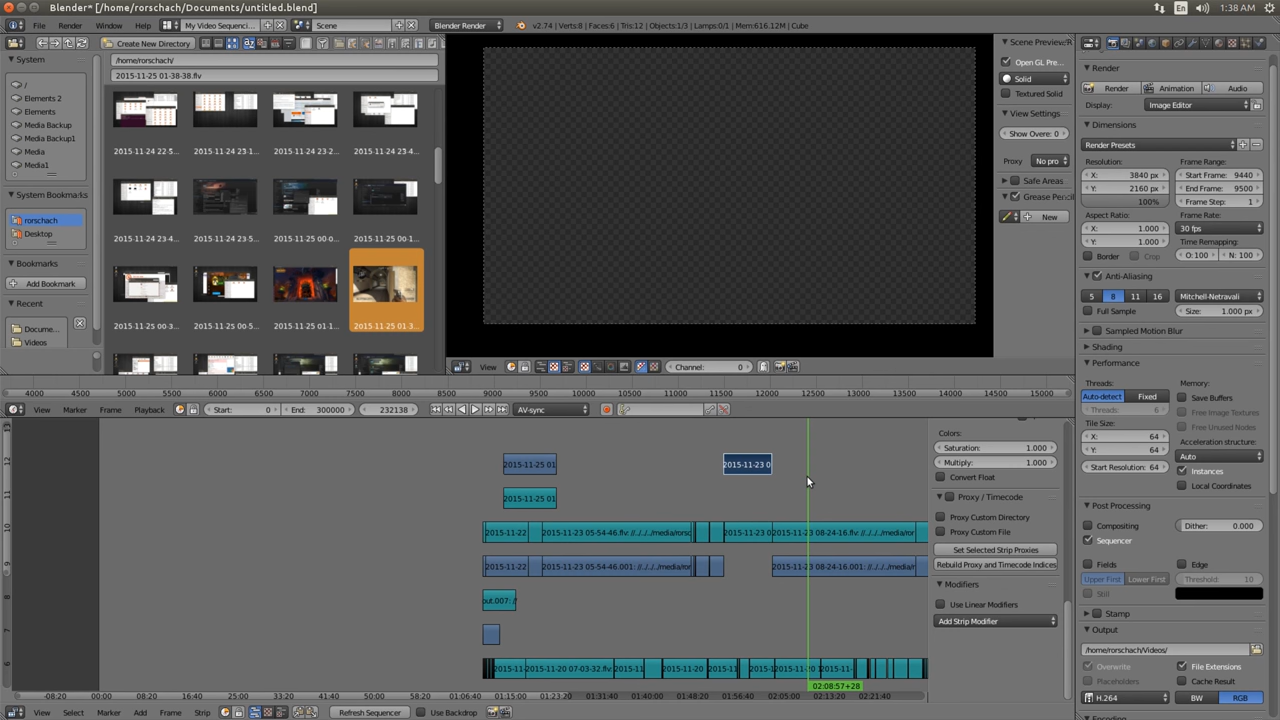 Blender* [/home/rorschach/Documents/untitled.blend]
En
1:38 AM
File Render Window Help
My Video Sequenci...
Scene
Blender Render
v2.74 | Verts:8 | Faces:6 | Tris:12 | Objects:1/3 | Lamps:0/1 | Mem:616.12M | Cube
Create New Directory
System
/
Elements 2
Elements
Media Backup
Media Backup1
Media
Media1
System Bookmarks
rorschach
Desktop
Bookmarks
Add Bookmark
Recent
Docume...
Videos
/home/rorschach/
2015-11-25 01-38-38.flv
2015-11-24 22-5... 2015-11-24 23 1... 2015-11-24 23-2... 2015-11-24 23-4...
2015-11-24 23-4... 2015-11-25 00 0... 2015-11-25 00-1...
2015-11-25 00-3... 2015-11-25 00-5... 2015-11-25 01 1... 2015-11-25 01 3...
View
Channel: 0
Scene Preview/R
Open GL Pre...
Solid
Textured Solid
View Settings
Show Overe: 0
Proxy
No pro
Safe Areas
Grease Pencil
New
Render
Render Animation Audio
Display: Image Editor
Dimensions
Render Presets
Resolution: Frame Range:
X: 3840 px Start Frame: 9440
Y: 2160 px End Frame: 9500
100% Frame Step: 1
Aspect Ratio: Frame Rate:
X: 1.000 30 fps
Y: 1.000 Time Remapping:
Border Crop O:100 N: 100
Anti-Aliasing
5 8 11 16 Mitchell-Netravali
Full Sample Size: 1.000 px
Sampled Motion Blur
Shading
Performance
Threads: Memory:
Auto-detect Fixed Save Buffers
Threads: 6 Free Image Textures
Tile Size: Free Unused Nodes
X: 64 Acceleration structure:
Y: 64 Auto
Start Resolution: 64 Instances
Local Coordinates
Post Processing
Compositing Dither: 0.000
Sequencer
Fields Edge
Upper First Lower First Threshold: 10
Still
Stamp
Output
/home/rorschach/Videos/
Overwrite File Extensions
Placeholders Cache Result
H.264 BW RGB
4000 4500 5000 5500 6000 6500 7000 7500 8000 8500 9000 9500 10000 10500 11000 11500 12000 12500 13000 13500 14000 14500 15000
View Marker Frame Playback
Start: 0 End: 300000 232138
AV-sync
12
10
9
8
7
6
2015-11-25 01
2015-11-23 0
2015-11-25 01
2015-11-22
2015-11-23 05-54-46.flv: //../../media/rorsc
2015-11-23 0
2015-11-23 08-24-16.flv: //../../media/ror
2015-11-22
2015-11-23 05-54-46.001: //../../media/ror
2015-11-23 08-24-16.001: //../../media/ror
out.007: //
2015-11-
2015-11-20 07-03-32.flv:
2015-11
2015-11-20
Colors:
Saturation: 1.000
Multiply: 1.000
Convert Float
Proxy / Timecode
Proxy Custom Directory
Proxy Custom File
Set Selected Strip Proxies
Rebuild Proxy and Timecode Indices
Modifiers
Use Linear Modifiers
Add Strip Modifier
-08:20 00:00 08:20 16:40 25:00 33:20 41:40 50:00 58:20 01:06:40 01:15:00 01:23:20 01:31:40 01:40:00 01:48:20 01:56:40 02:05:00 02:13:20 02:21:40
02:08:57+28
View Select Marker Add Frame Strip
Refresh Sequencer
Use Backdrop